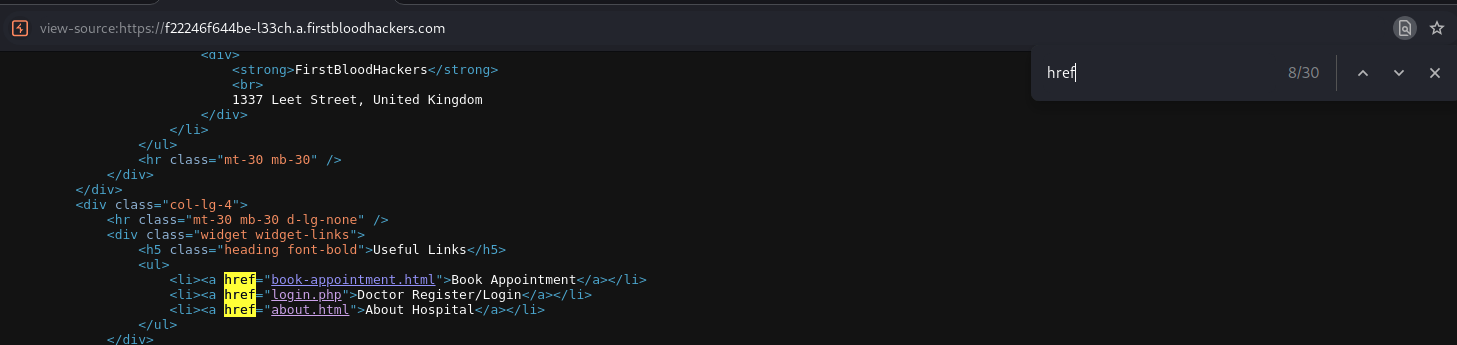 view-source:https://f22246f644be-l33ch.a.firstbloodhackers.com
href 8/30
<div>
<strong>FirstBloodHackers</strong>
<br>
1337 Leet Street, United Kingdom
</div>
</li>
</ul>
<hr class="mt-30 mb-30" />
</div>
</div>
<div class="col-lg-4">
<hr class="mt-30 mb-30 d-lg-none" />
<div class="widget widget-links">
<h5 class="heading font-bold">Useful Links</h5>
<ul>
<li><a href="book-appointment.html">Book Appointment</a></li>
<li><a href="login.php">Doctor Register/Login</a></li>
<li><a href="about.html">About Hospital</a></li>
</ul>
</div>